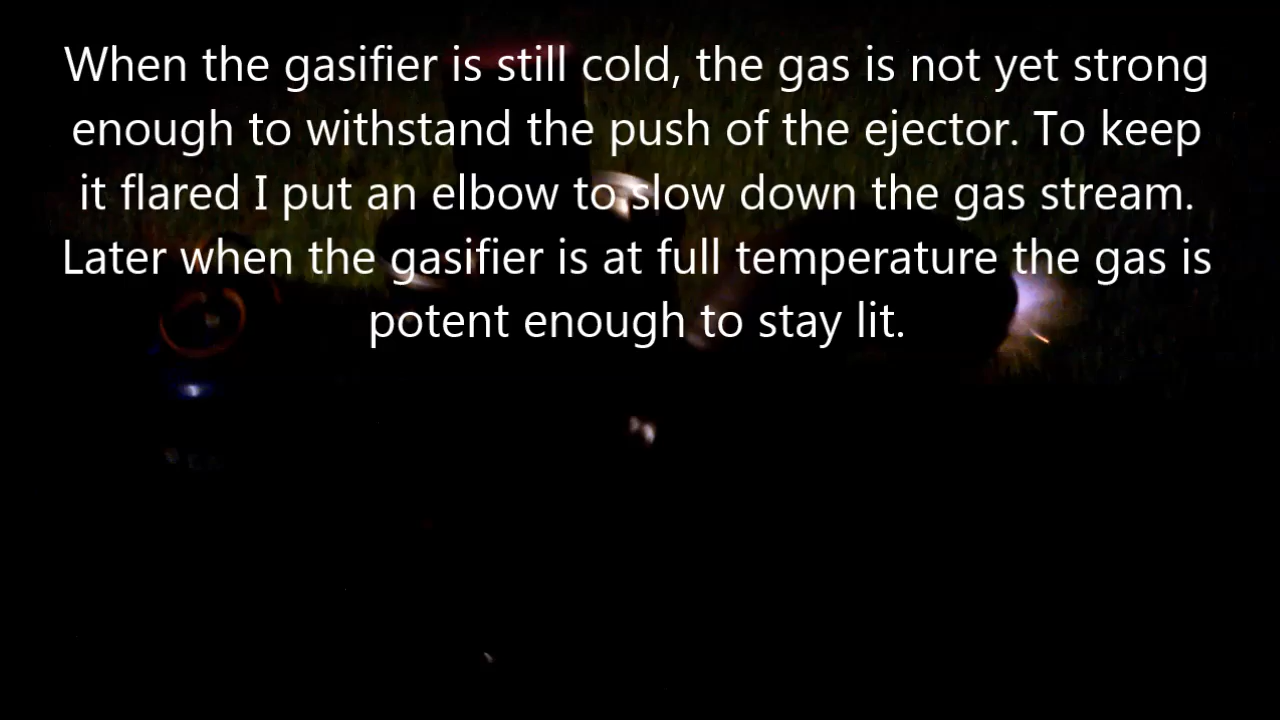 When the gasifier is still cold, the gas is not yet strong
enough to withstand the push of the ejector. To keep
it flared I put an elbow to slow down the gas stream.
Later when the gasifier is at full temperature the gas is
potent enough to stay lit.